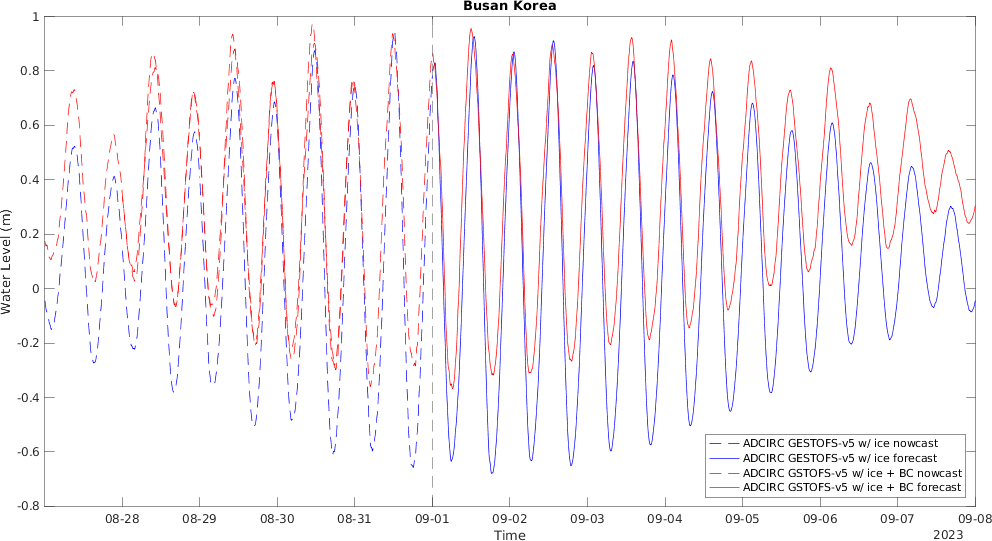 Busan Korea
1
0.8
0.6
0.4
0.2
0
-0.2
-0.4
-0.6
-0.8
Water Level (m)
ADCIRC GESTOFS-v5 w/ ice nowcast
ADCIRC GESTOFS-v5 w/ ice forecast
ADCIRC GSTOFS-v5 w/ ice + BC nowcast
ADCIRC GSTOFS-v5 w/ ice + BC forecast
08-28 08-29 08-30 08-31 09-01 09-02 09-03 09-04 09-05 09-06 09-07 09-08
Time
2023